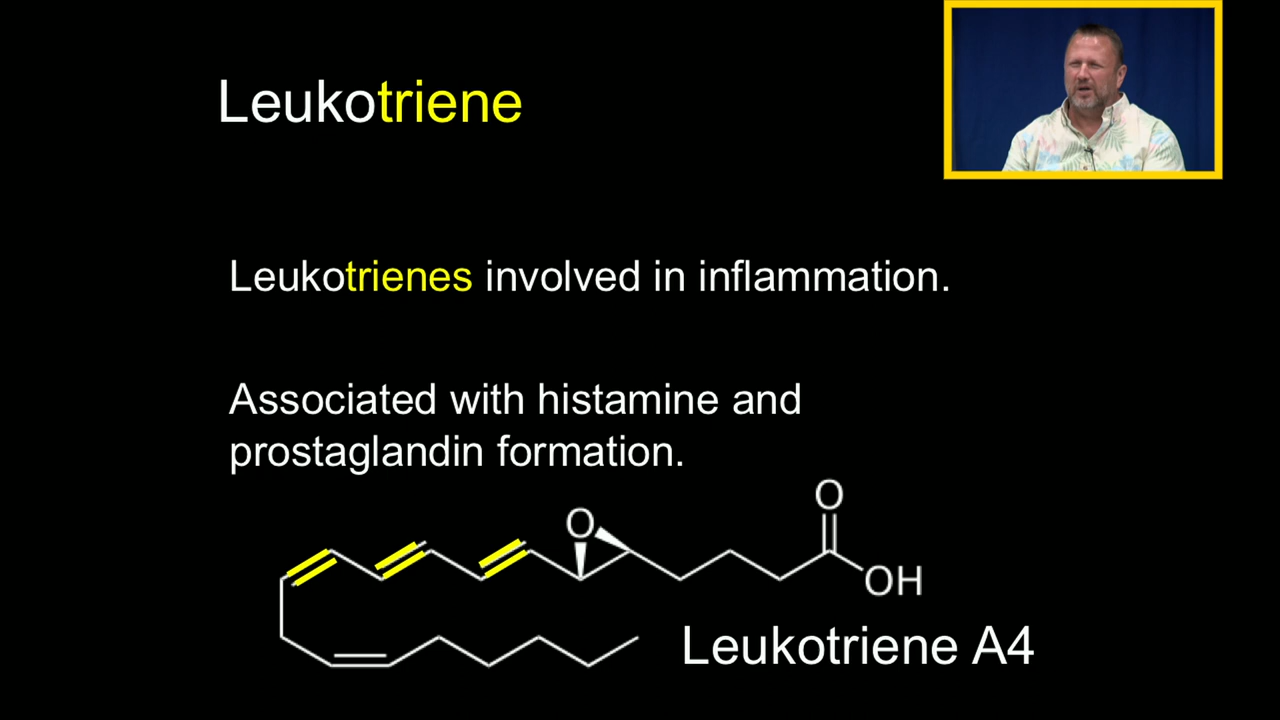 Leukotriene
Leukotrienes involved in inflammation.
Associated with histamine and
prostaglandin formation.
O
O
OH
Leukotriene A4